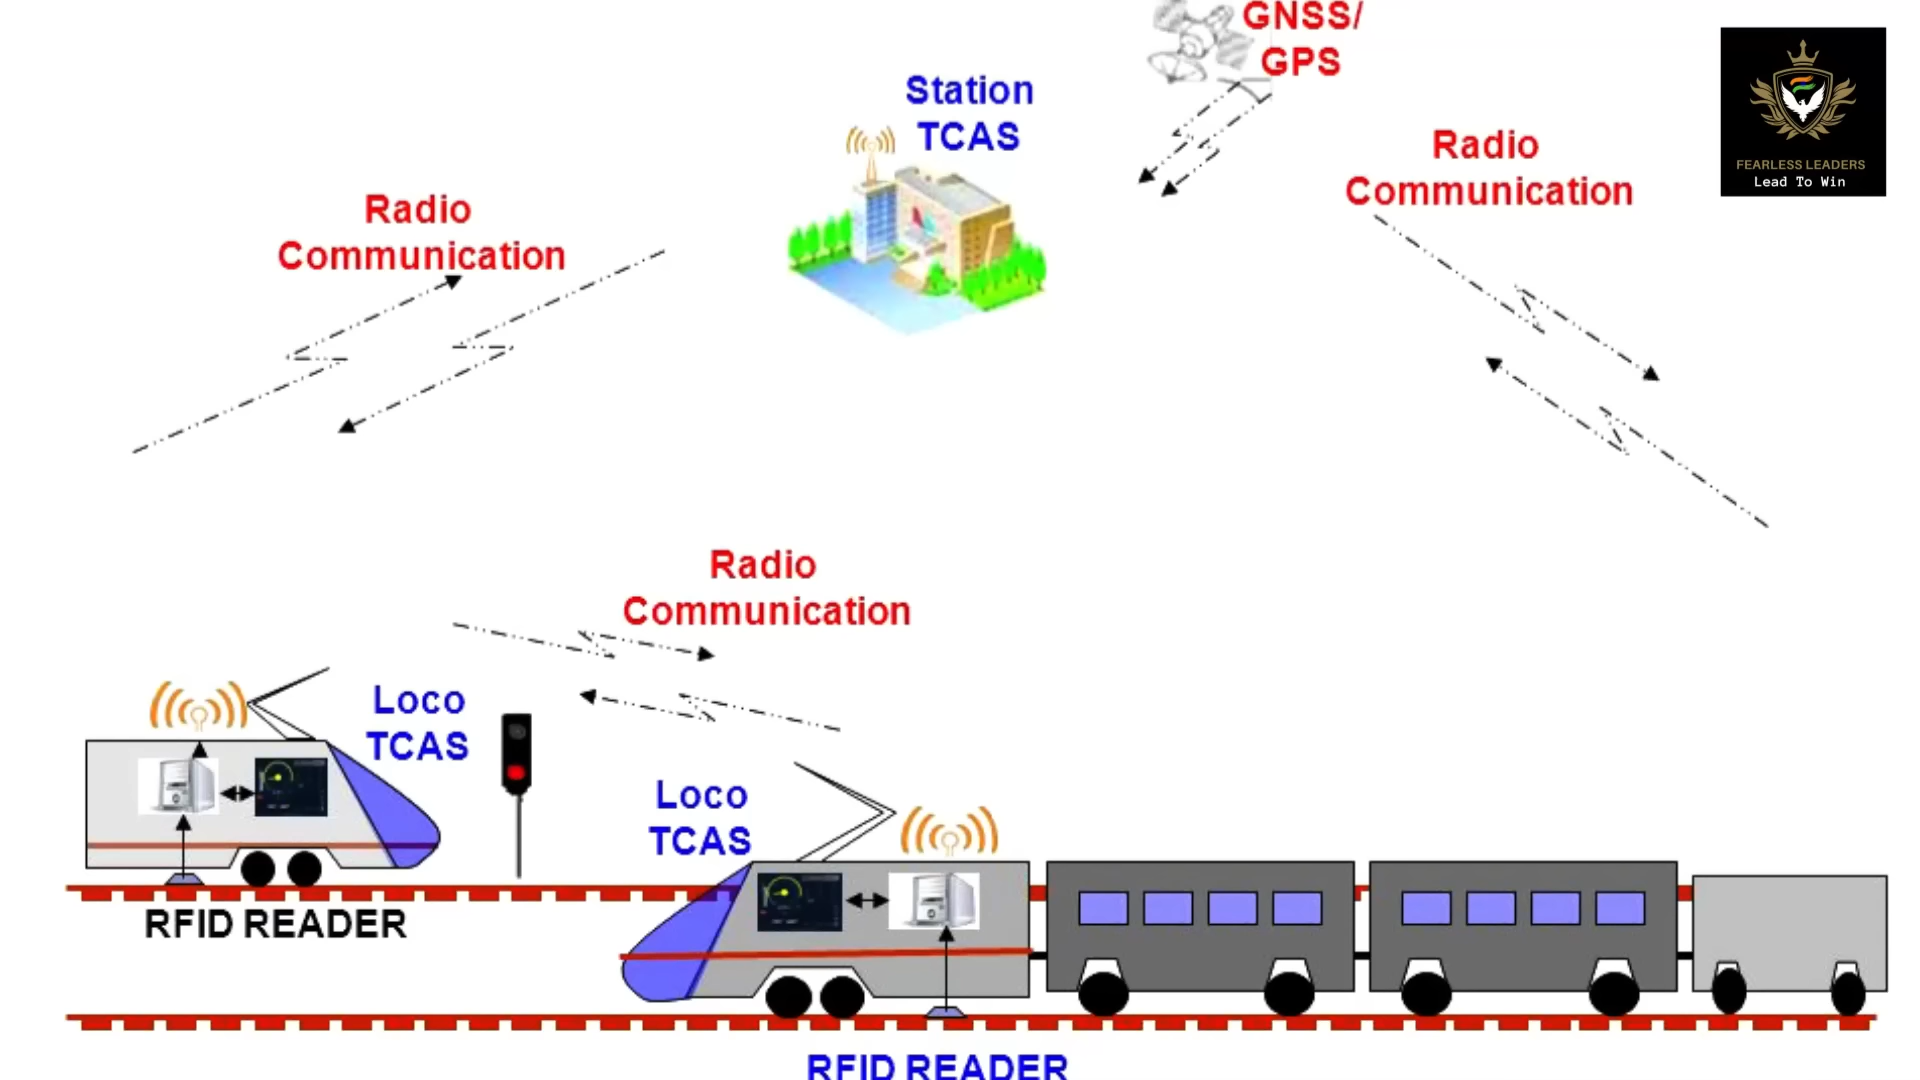 GNSS/
GPS
Station
TCAS
Radio
Communication
FEARLESS LEADERS
Lead To Win
Radio
Communication
Radio
Communication
Loco
TCAS
Loco
TCAS
RFID READER
RFID READER